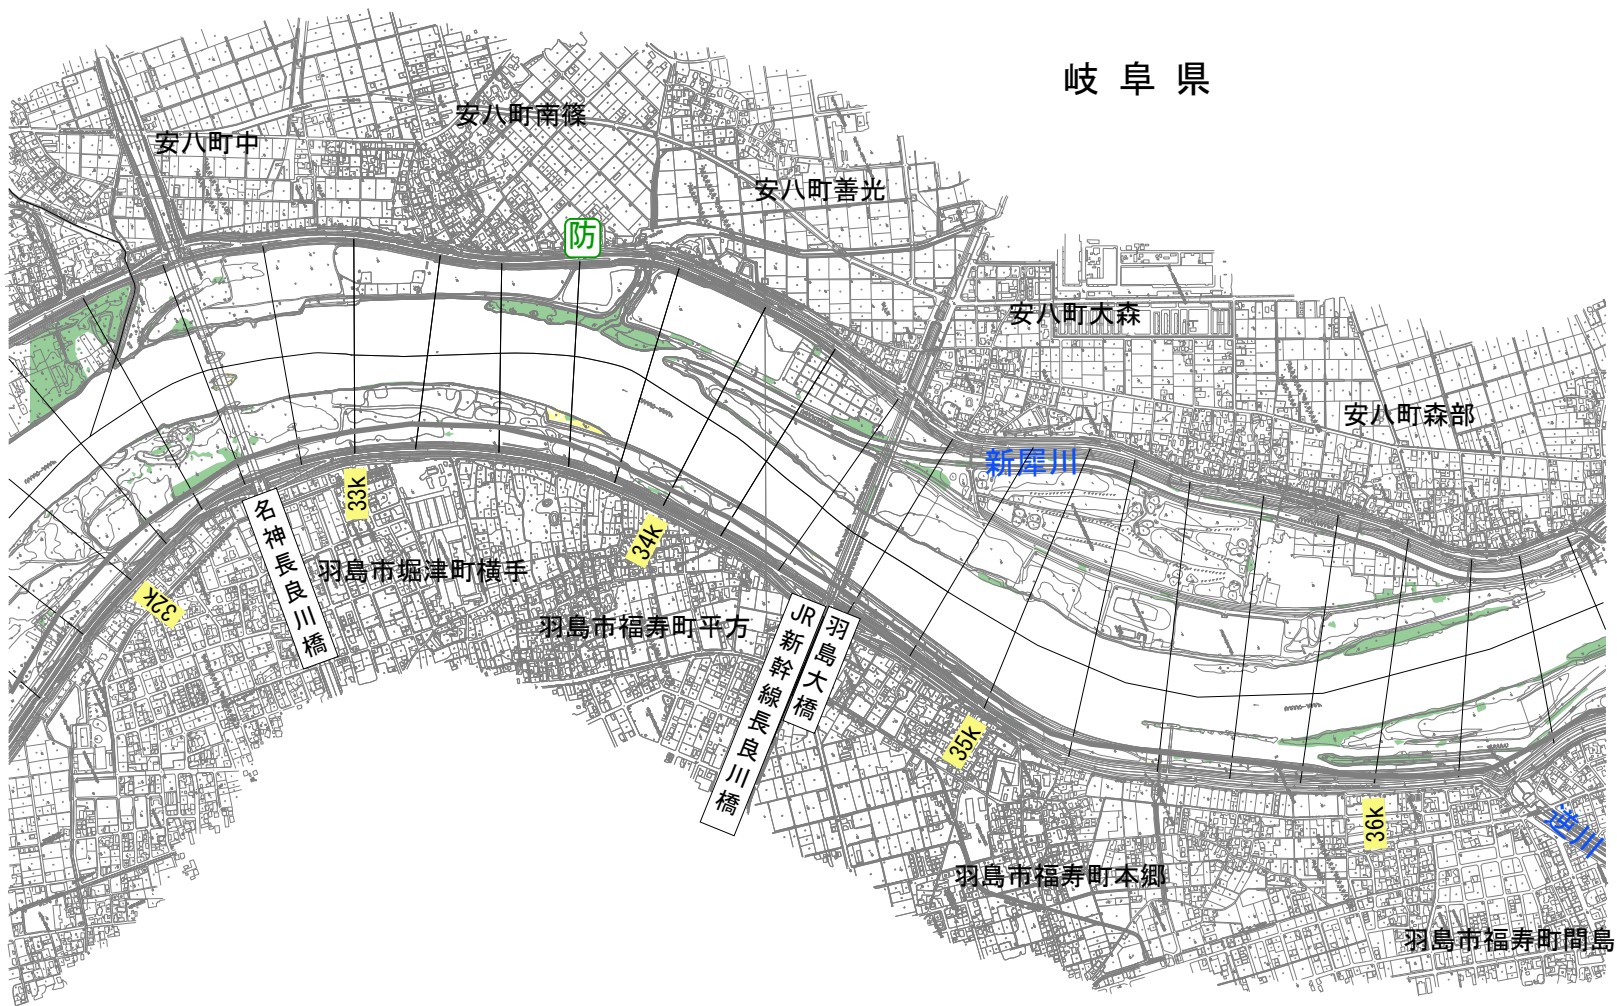 岐阜県
安八町南篠
安八町中
安八町善光
防
安八町大森
安八町森部
新犀川
33k
34k
32k
名神長良川橋
羽島市堀津町横手
羽島市福寿町平方
羽島大橋
JR新幹線長良川橋
35k
36k
逆川
羽島市福寿町本郷
羽島市福寿町間島